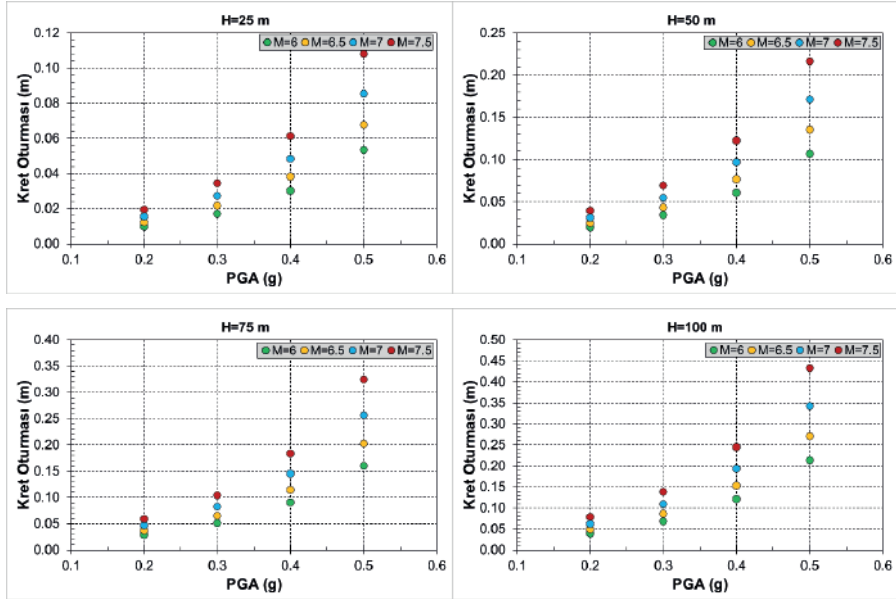 H=25 m
M=6 M=6.5 M=7 M=7.5
Kret Oturması (m)
0.12
0.10
0.08
0.06
0.04
0.02
0.00
0.1 0.2 0.3 0.4 0.5 0.6
PGA (g)
H=50 m
M=6 M=6.5 M=7 M=7.5
Kret Oturması (m)
0.25
0.20
0.15
0.10
0.05
0.00
0.1 0.2 0.3 0.4 0.5 0.6
PGA (g)
H=75 m
M=6 M=6.5 M=7 M=7.5
Kret Oturması (m)
0.40
0.35
0.30
0.25
0.20
0.15
0.10
0.05
0.00
0.1 0.2 0.3 0.4 0.5 0.6
PGA (g)
H=100 m
M=6 M=6.5 M=7 M=7.5
Kret Oturması (m)
0.50
0.45
0.40
0.35
0.30
0.25
0.20
0.15
0.10
0.05
0.00
0.1 0.2 0.3 0.4 0.5 0.6
PGA (g)